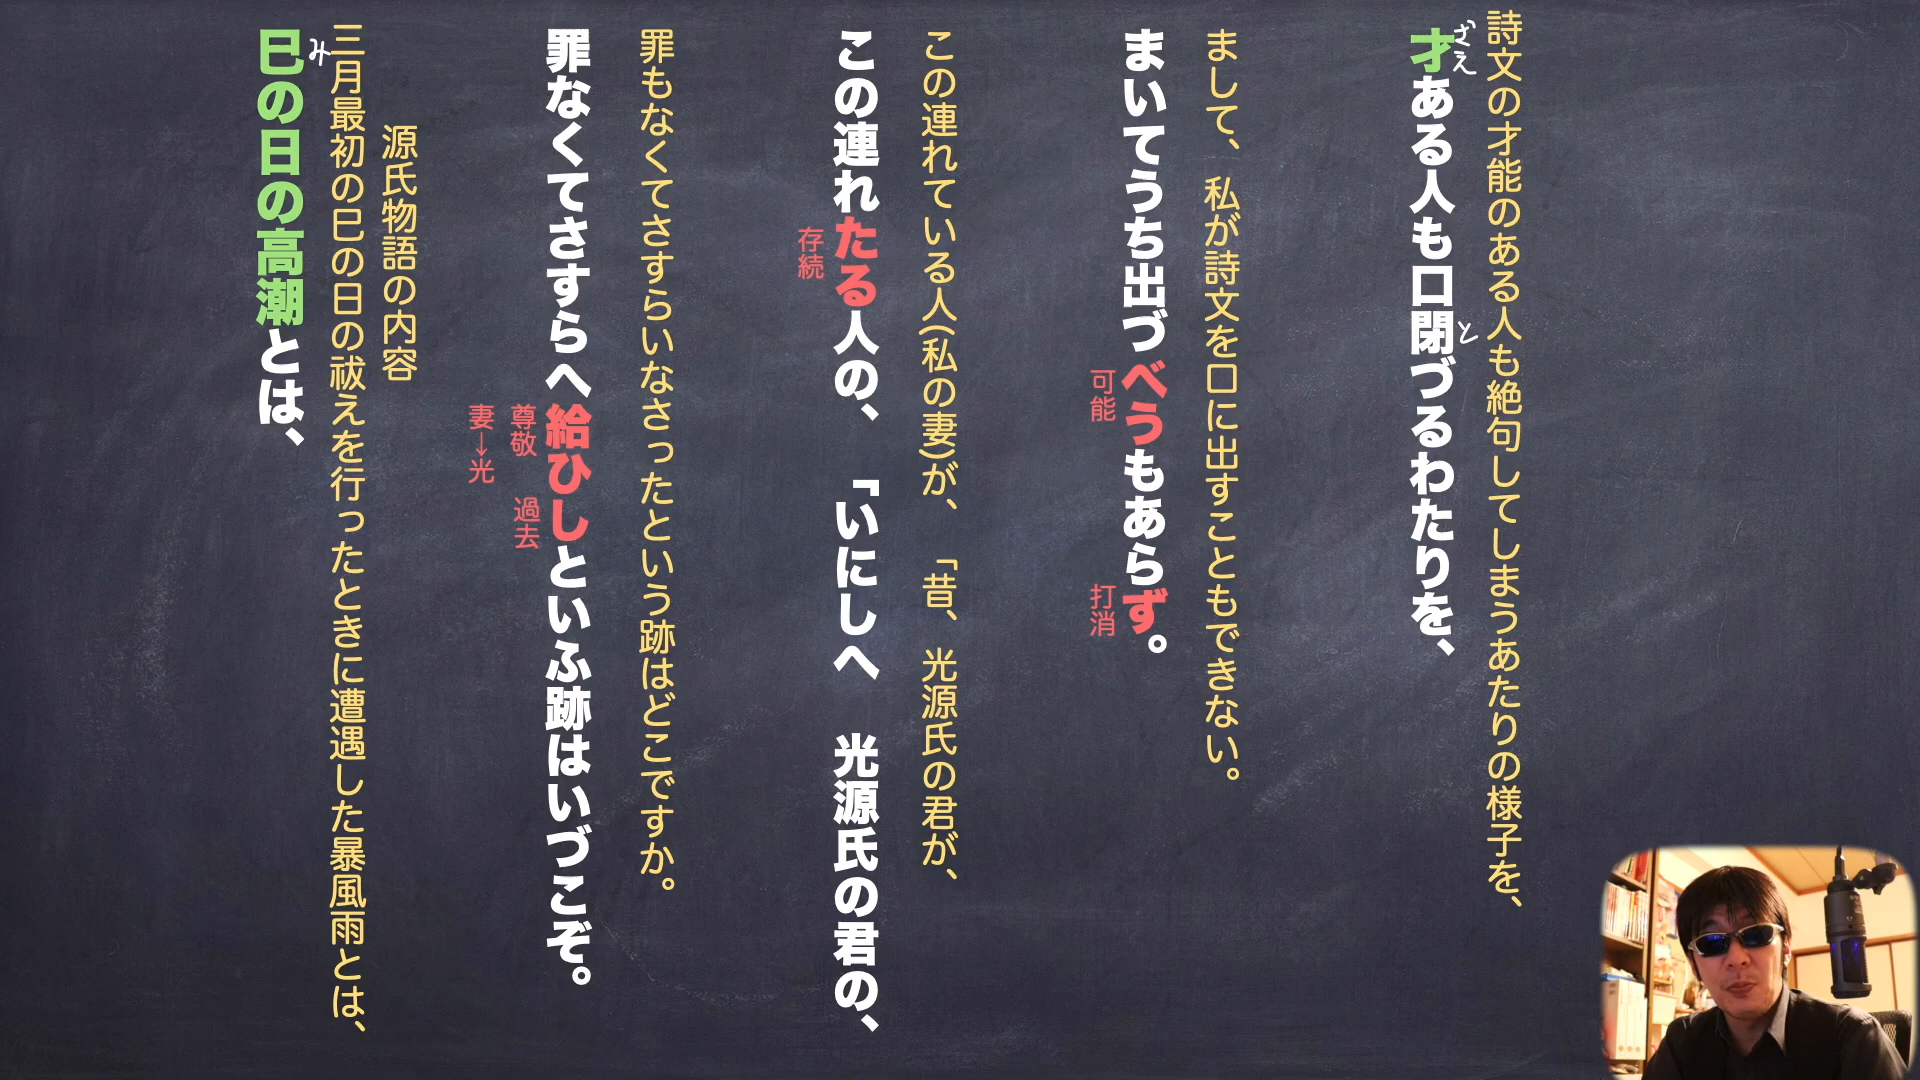 詩文の才能のある人も絶句してしまうあたりの様子を、
ざえ
才ある人も口閉づるわたりを、
と
まして、私が詩文を口に出すこともできない。
まいてうち出づべうもあらず。
可能
打消
この連れている人(私の妻)が、「昔、光源氏の君が、
この連れたる人の、「いにしへ 光源氏の君の、
存続
罪もなくてさすらいなさったという跡はどこですか。
罪なくてさすらへ給ひしといふ跡はいづこぞ。
尊敬 過去
妻→光
源氏物語の内容
三月最初の巳の日の祓えを行ったときに遭遇した暴風雨とは、
み
巳の日の高潮とは、